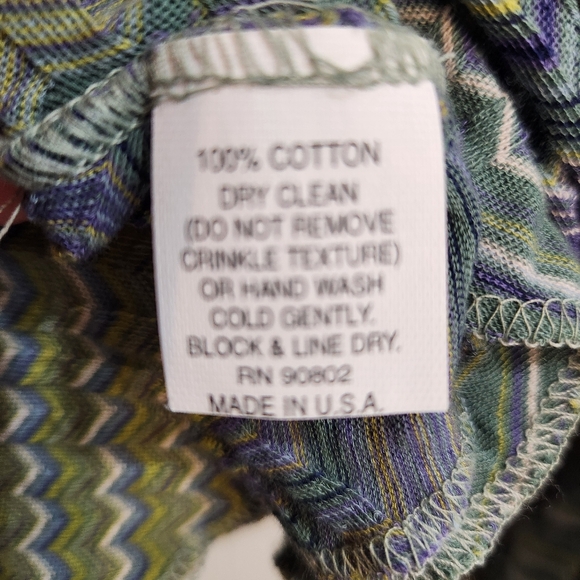 100% COTTON
DRY CLEAN
(DO NOT REMOVE
CRINKLE TEXTURE)
OR HAND WASH
COLD GENTLY.
BLOCK & LINE DRY.
RN 90802
MADE IN U.S.A.